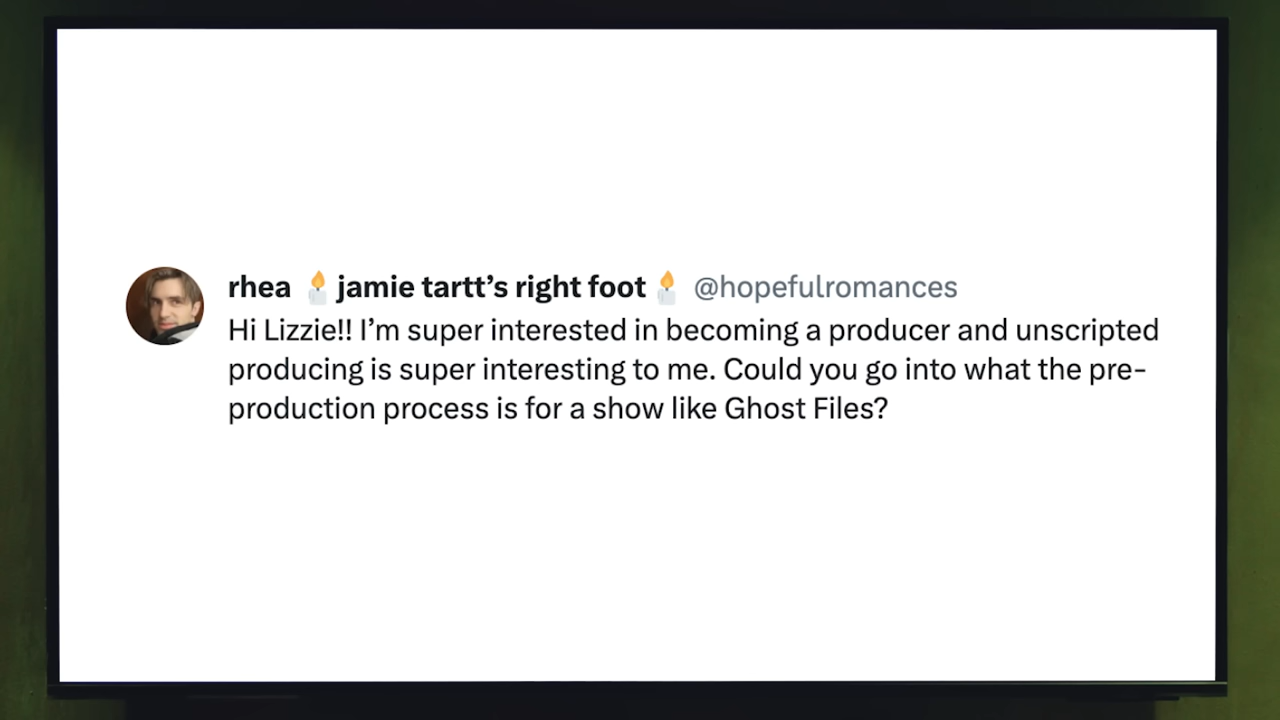 rhea 🕯️jamie tartt’s right foot🕯️ @hopefulromances
Hi Lizzie!! I’m super interested in becoming a producer and unscripted
producing is super interesting to me. Could you go into what the pre-
production process is for a show like Ghost Files?